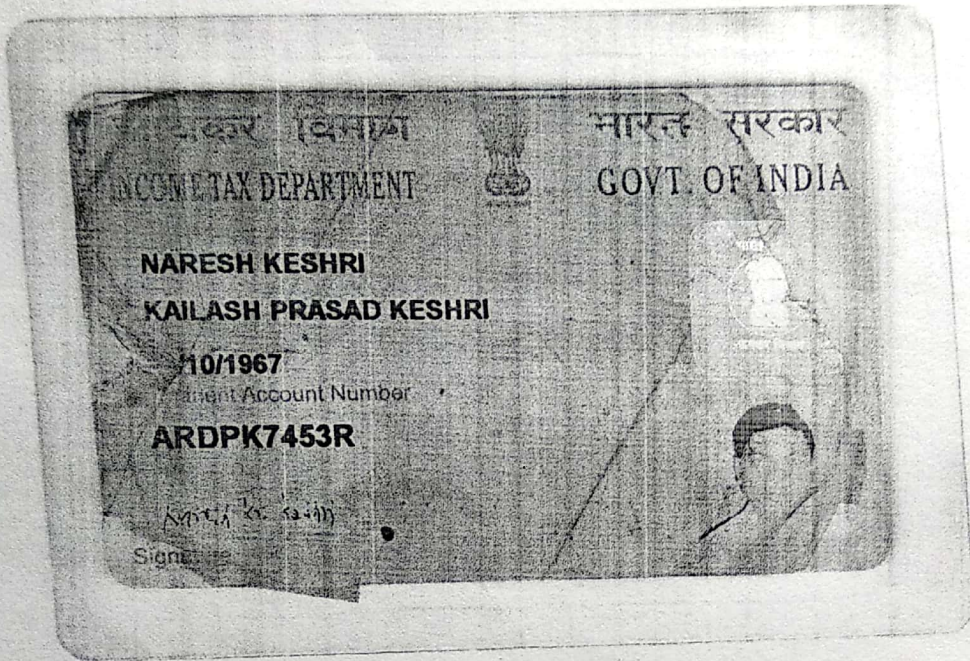 भारत सरकार
INCOME TAX DEPARTMENT
GOVT. OF INDIA
NARESH KESHRI
KAILASH PRASAD KESHRI
/10/1967
Account Number
ARDPK7453R